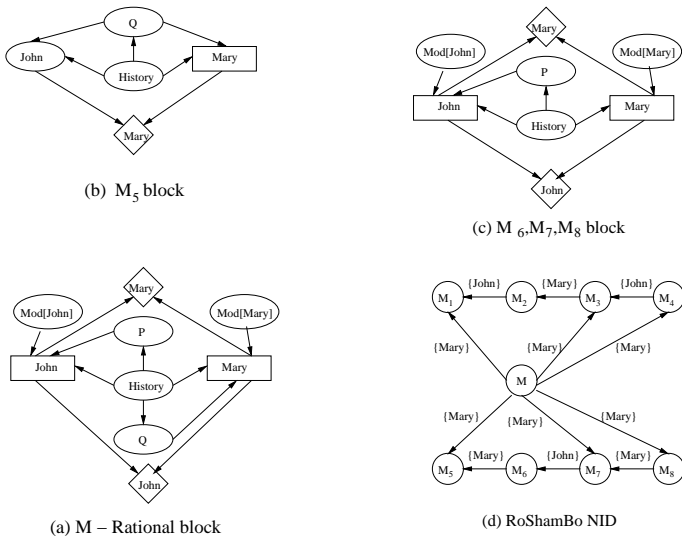 Q
John
History
Mary
Mary
(b) M5 block
Mary
Mod[John]
Mod[Mary]
P
John
Mary
History
John
(c) M 6,M7,M8 block
Mary
Mod[John]
Mod[Mary]
P
John
History
Mary
Q
John
(a) M – Rational block
{John} {Mary} {John}
M1 M2 M3 M4
{Mary} {Mary} {Mary}
M
{Mary} {Mary} {Mary}
{Mary} {John} {Mary}
M5 M6 M7 M8
(d) RoShamBo NID